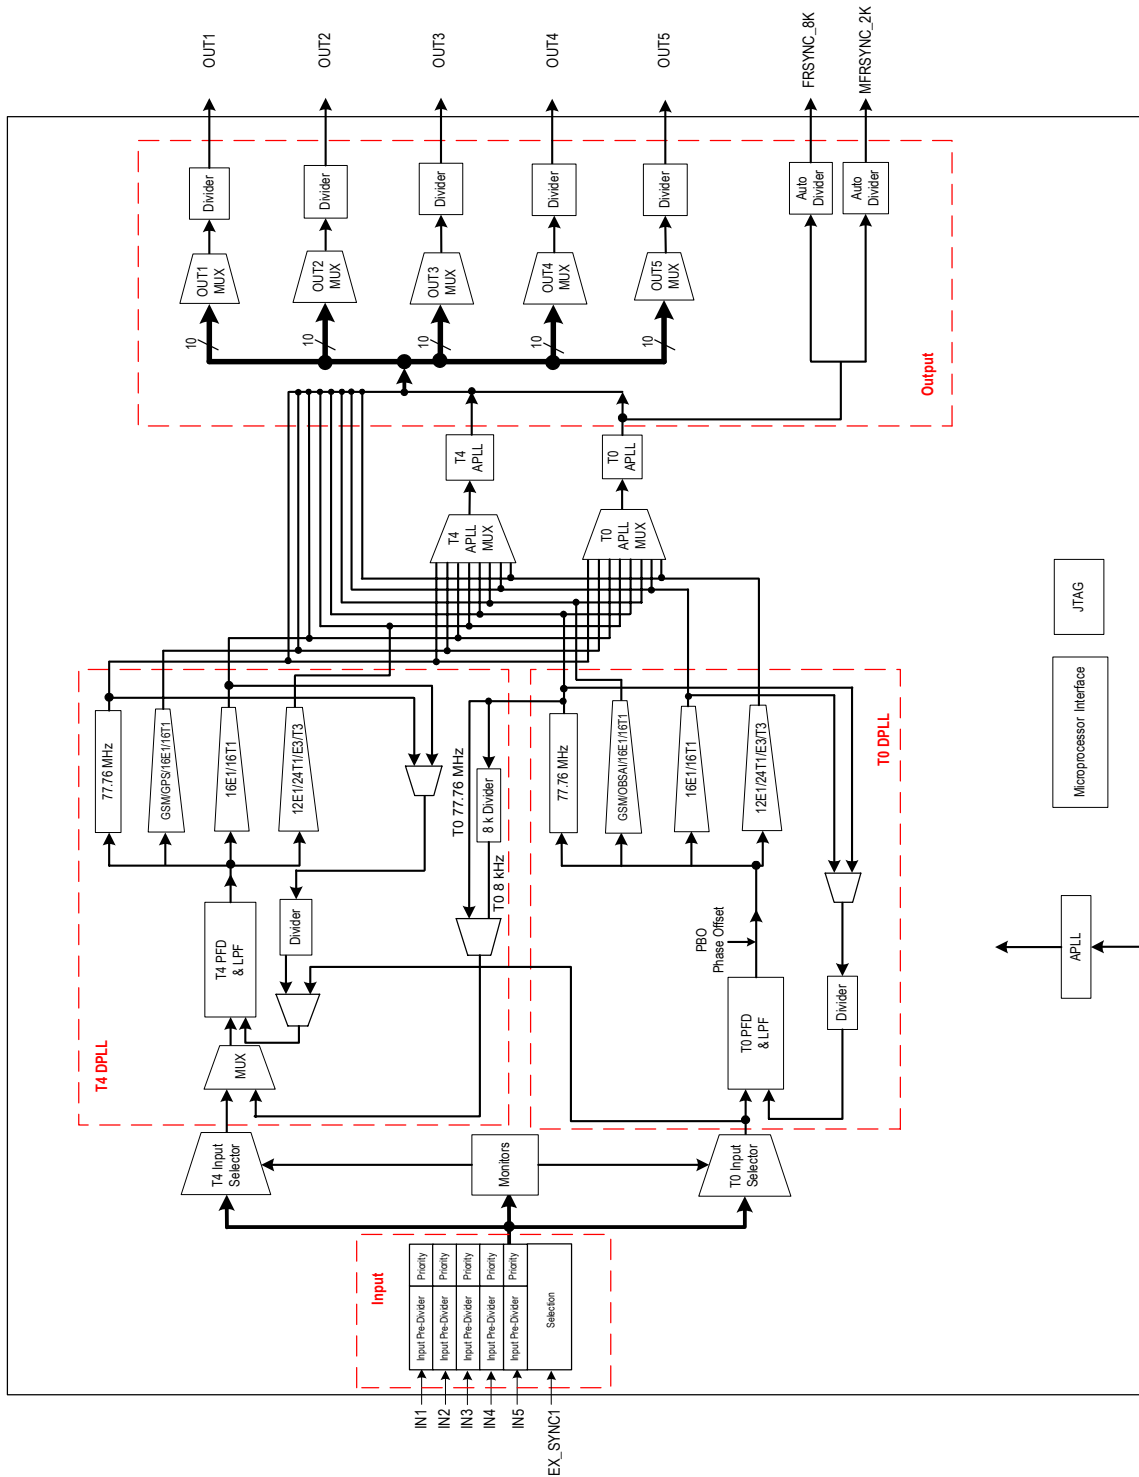 IN1
IN2
IN3
IN4
IN5
EX_SYNC1
Input
Input Pre-Divider
Priority
Input Pre-Divider
Priority
Input Pre-Divider
Priority
Input Pre-Divider
Priority
Input Pre-Divider
Priority
Selection
Monitors
T4 Input
Selector
T0 Input
Selector
T4 DPLL
MUX
T4 PFD
& LPF
Divider
77.76 MHz
GSM/GPS/16E1/16T1
16E1/16T1
12E1/24T1/E3/T3
T0 77.76 MHz
8 k Divider
T0 8 kHz
T0 DPLL
T0 PFD
& LPF
PBO
Phase Offset
Divider
77.76 MHz
GSM/OBSAI/16E1/16T1
16E1/16T1
12E1/24T1/E3/T3
T4
APLL
MUX
T0
APLL
MUX
T4
APLL
T0
APLL
Output
10
10
10
10
10
OUT1
MUX
OUT2
MUX
OUT3
MUX
OUT4
MUX
OUT5
MUX
Divider
Divider
Divider
Divider
Divider
Auto
Divider
Auto
Divider
OUT1
OUT2
OUT3
OUT4
OUT5
FRSYNC_8K
MFRSYNC_2K
APLL
Microprocessor Interface
JTAG